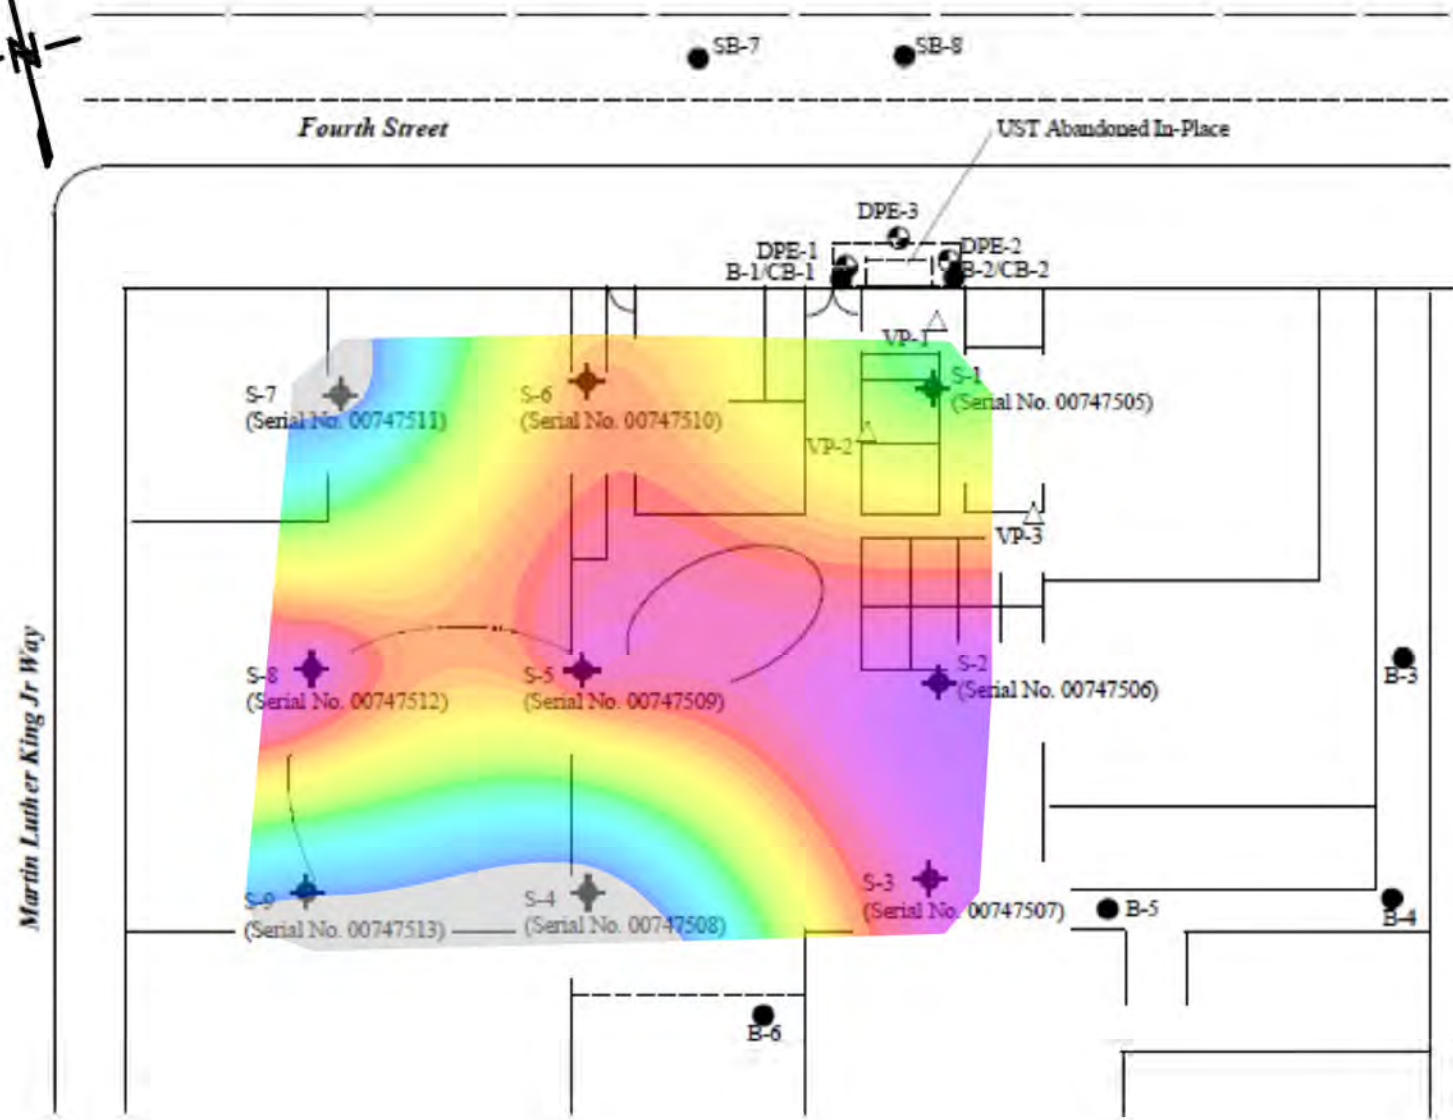 SB-7
SB-8
Fourth Street
UST Abandoned In-Place
DPE-3
DPE-1
DPE-2
B-1/CB-1
B-2/CB-2
VP-1
S-7
(Serial No. 00747511)
S-6
(Serial No. 00747510)
S-1
(Serial No. 00747505)
VP-2
VP-3
Martin Luther King Jr Way
S-8
(Serial No. 00747512)
S-5
(Serial No. 00747509)
S-2
(Serial No. 00747506)
B-3
S-9
(Serial No. 00747513)
S-4
(Serial No. 00747508)
S-3
(Serial No. 00747507)
B-5
B-4
B-6